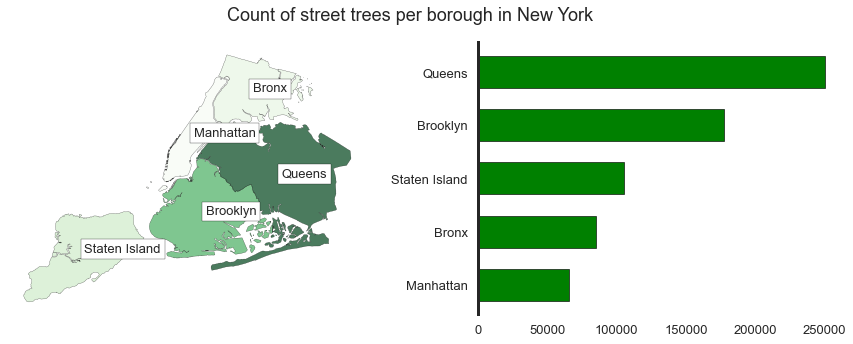 Count of street trees per borough in New York
Bronx
Manhattan
Queens
Brooklyn
Staten Island
Queens
Brooklyn
Staten Island
Bronx
Manhattan
0 50000 100000 150000 200000 250000